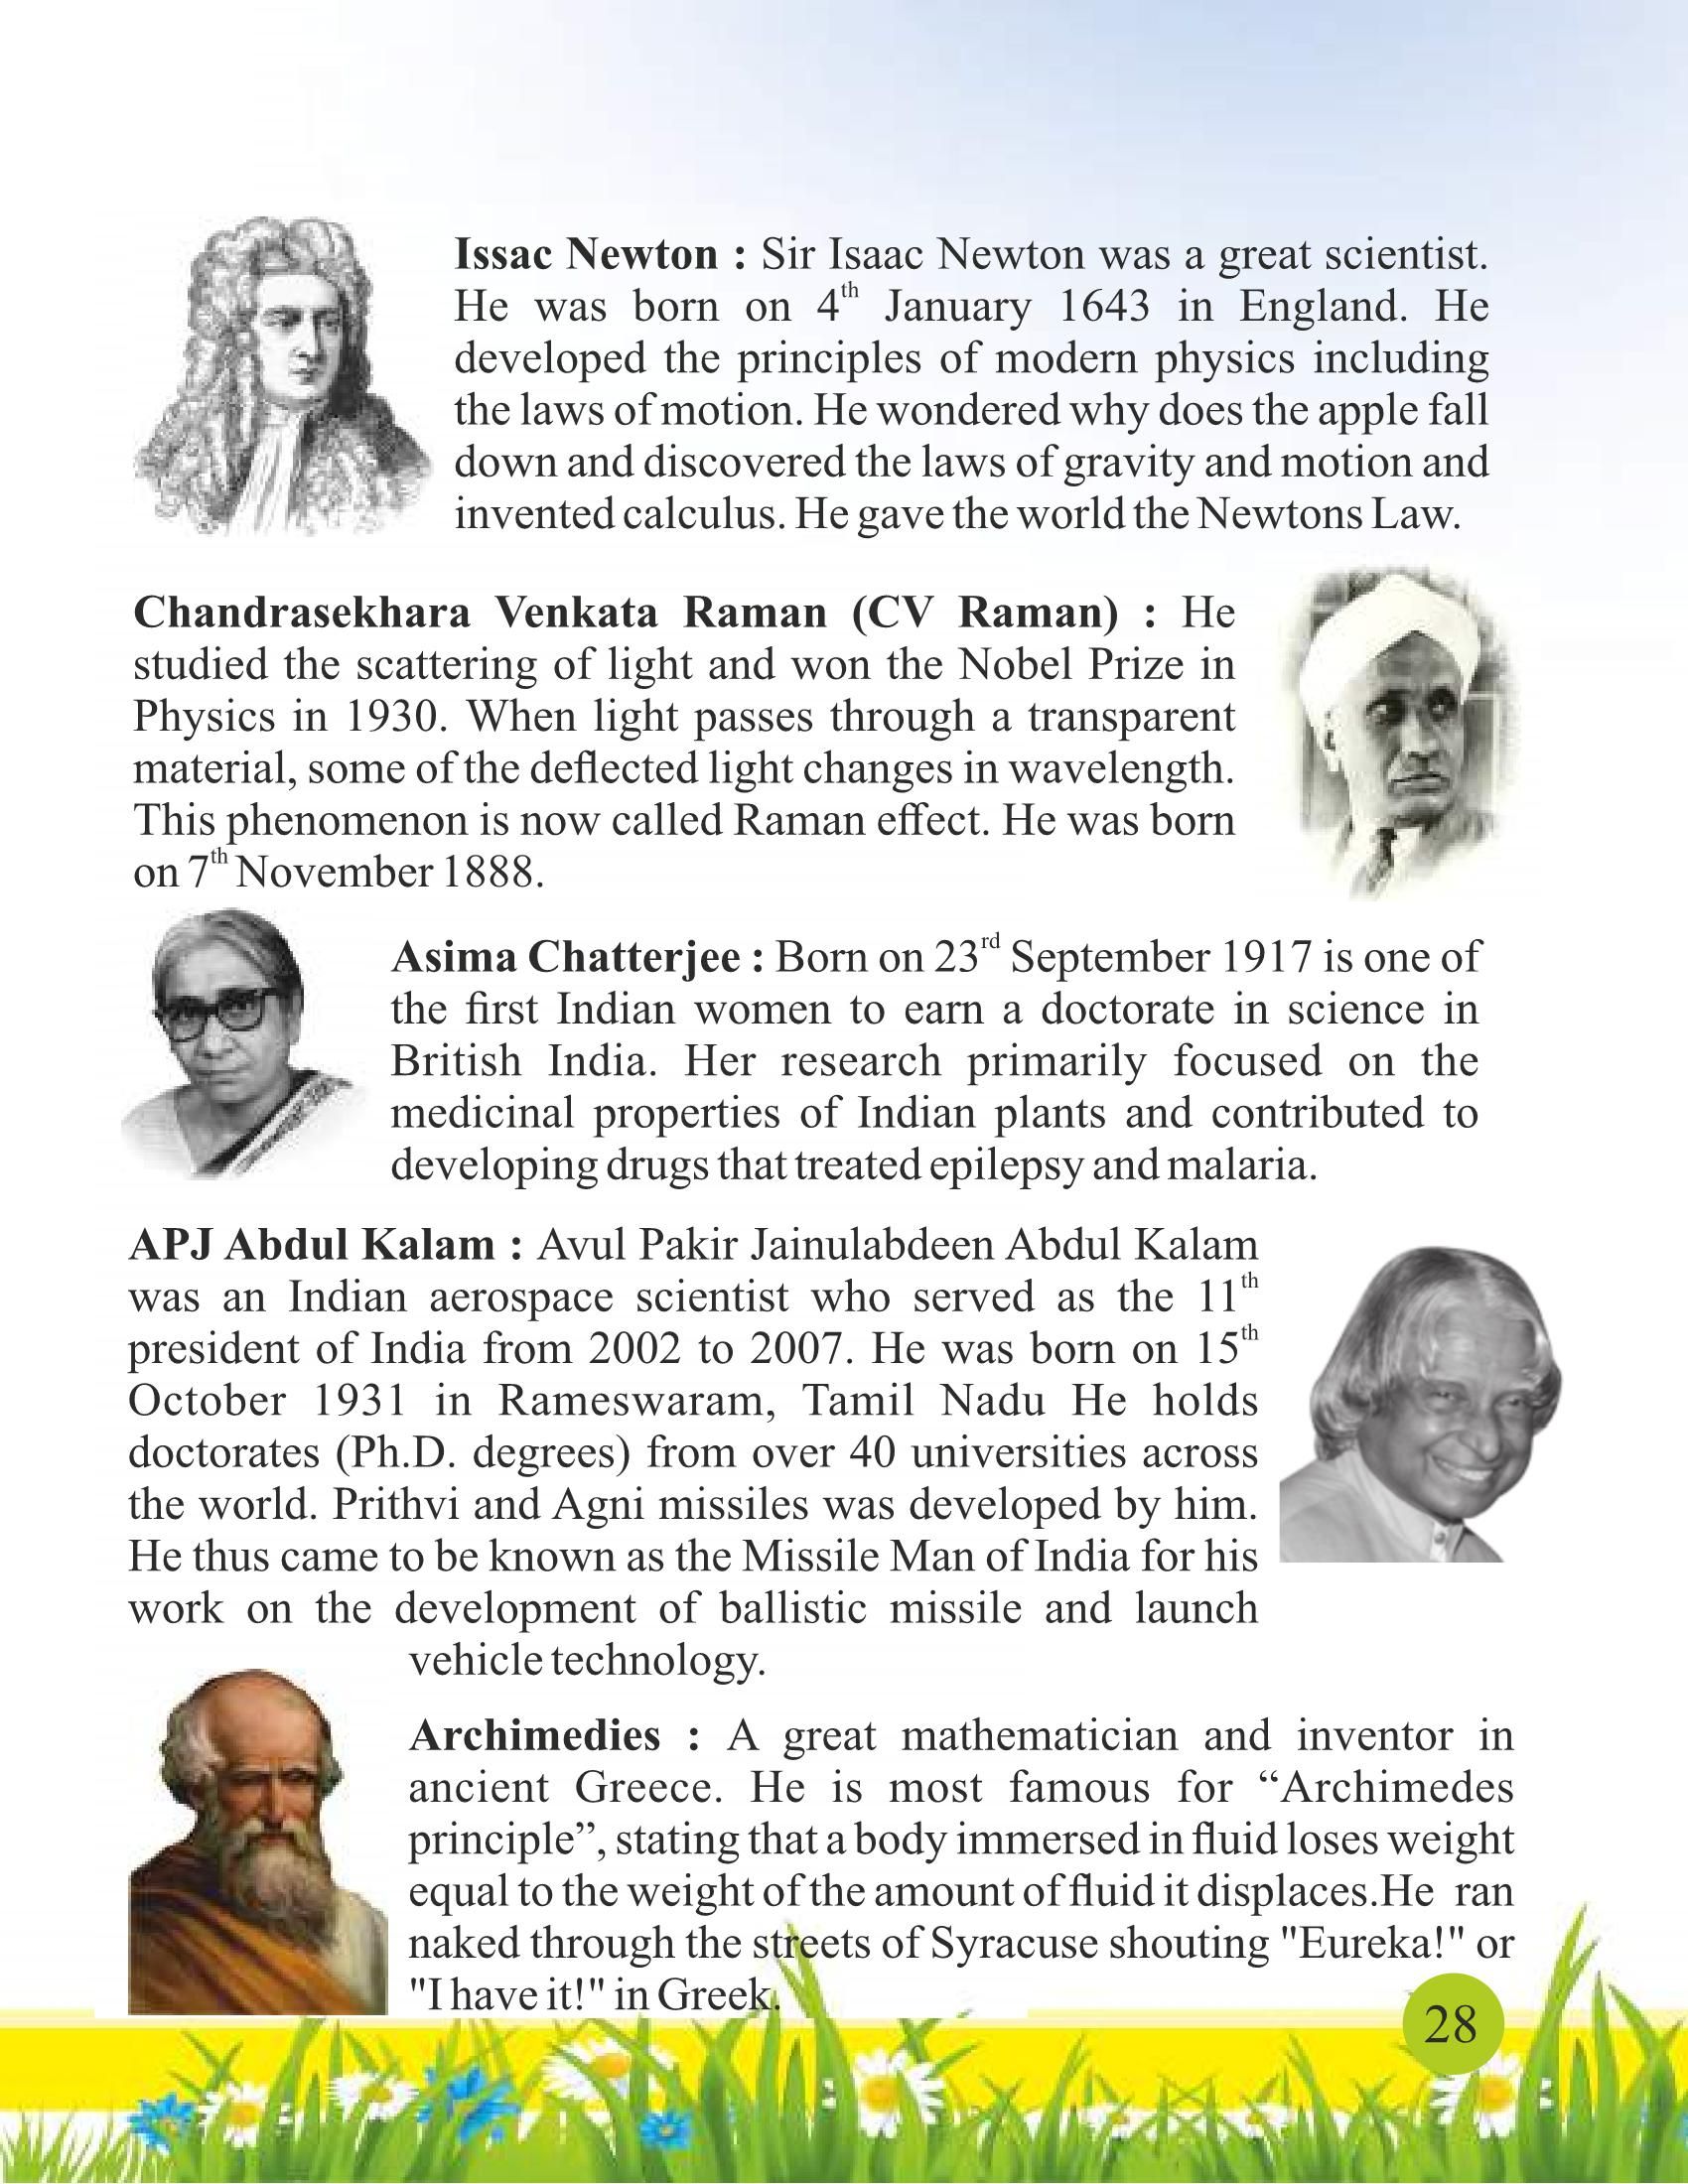 Issac Newton : Sir Isaac Newton was a great scientist.
He was born on 4th January 1643 in England. He
developed the principles of modern physics including
the laws of motion. He wondered why does the apple fall
down and discovered the laws of gravity and motion and
invented calculus. He gave the world the Newtons Law.
Chandrasekhara Venkata Raman (CV Raman) : He
studied the scattering of light and won the Nobel Prize in
Physics in 1930. When light passes through a transparent
material, some of the deflected light changes in wavelength.
This phenomenon is now called Raman effect. He was born
on 7th November 1888.
Asima Chatterjee : Born on 23rd September 1917 is one of
the first Indian women to earn a doctorate in science in
British India. Her research primarily focused on the
medicinal properties of Indian plants and contributed to
developing drugs that treated epilepsy and malaria.
APJ Abdul Kalam : Avul Pakir Jainulabdeen Abdul Kalam
was an Indian aerospace scientist who served as the 11th
president of India from 2002 to 2007. He was born on 15th
October 1931 in Rameswaram, Tamil Nadu He holds
doctorates (Ph.D. degrees) from over 40 universities across
the world. Prithvi and Agni missiles was developed by him.
He thus came to be known as the Missile Man of India for his
work on the development of ballistic missile and launch
vehicle technology.
Archimedies : A great mathematician and inventor in
ancient Greece. He is most famous for “Archimedes
principle”, stating that a body immersed in fluid loses weight
equal to the weight of the amount of fluid it displaces.He ran
naked through the streets of Syracuse shouting "Eureka!" or
"I have it!" in Greek.
28